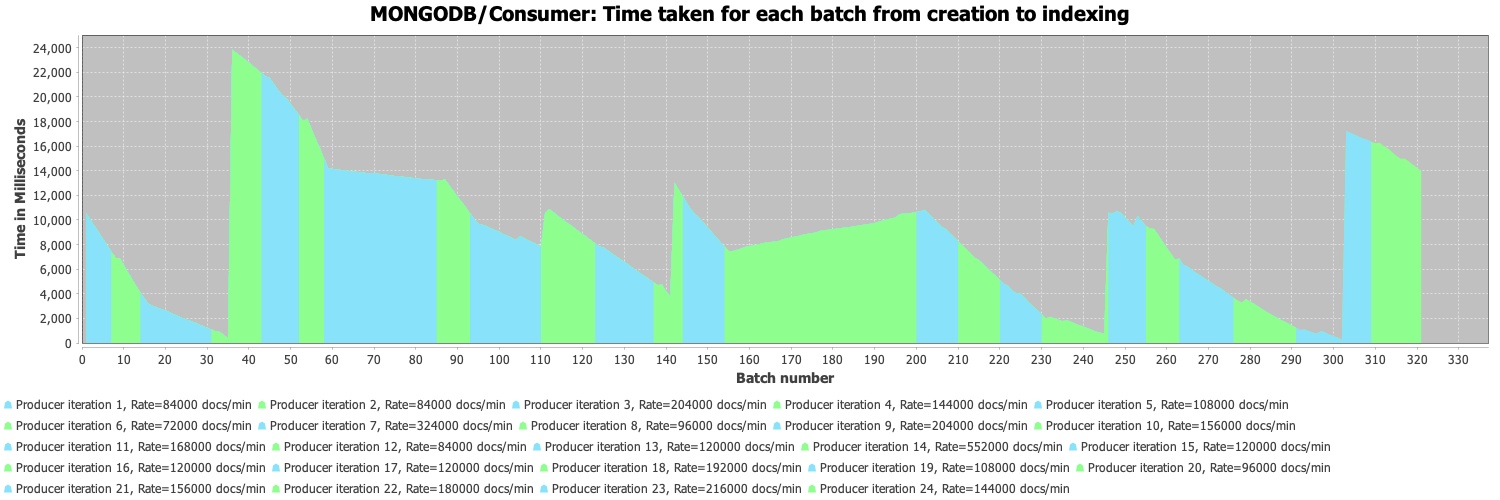 MONGODB/Consumer: Time taken for each batch from creation to indexing
Time in Milliseconds
24,000
22,000
20,000
18,000
16,000
14,000
12,000
10,000
8,000
6,000
4,000
2,000
0
0 10 20 30 40 50 60 70 80 90 100 110 120 130 140 150 160 170 180 190 200 210 220 230 240 250 260 270 280 290 300 310 320 330
Batch number
Producer iteration 1, Rate=84000 docs/min Producer iteration 2, Rate=84000 docs/min Producer iteration 3, Rate=204000 docs/min Producer iteration 4, Rate=144000 docs/min Producer iteration 5, Rate=108000 docs/min
Producer iteration 6, Rate=72000 docs/min Producer iteration 7, Rate=324000 docs/min Producer iteration 8, Rate=96000 docs/min Producer iteration 9, Rate=204000 docs/min Producer iteration 10, Rate=156000 docs/min
Producer iteration 11, Rate=168000 docs/min Producer iteration 12, Rate=84000 docs/min Producer iteration 13, Rate=120000 docs/min Producer iteration 14, Rate=552000 docs/min Producer iteration 15, Rate=120000 docs/min
Producer iteration 16, Rate=120000 docs/min Producer iteration 17, Rate=120000 docs/min Producer iteration 18, Rate=192000 docs/min Producer iteration 19, Rate=108000 docs/min Producer iteration 20, Rate=96000 docs/min
Producer iteration 21, Rate=156000 docs/min Producer iteration 22, Rate=180000 docs/min Producer iteration 23, Rate=216000 docs/min Producer iteration 24, Rate=144000 docs/min